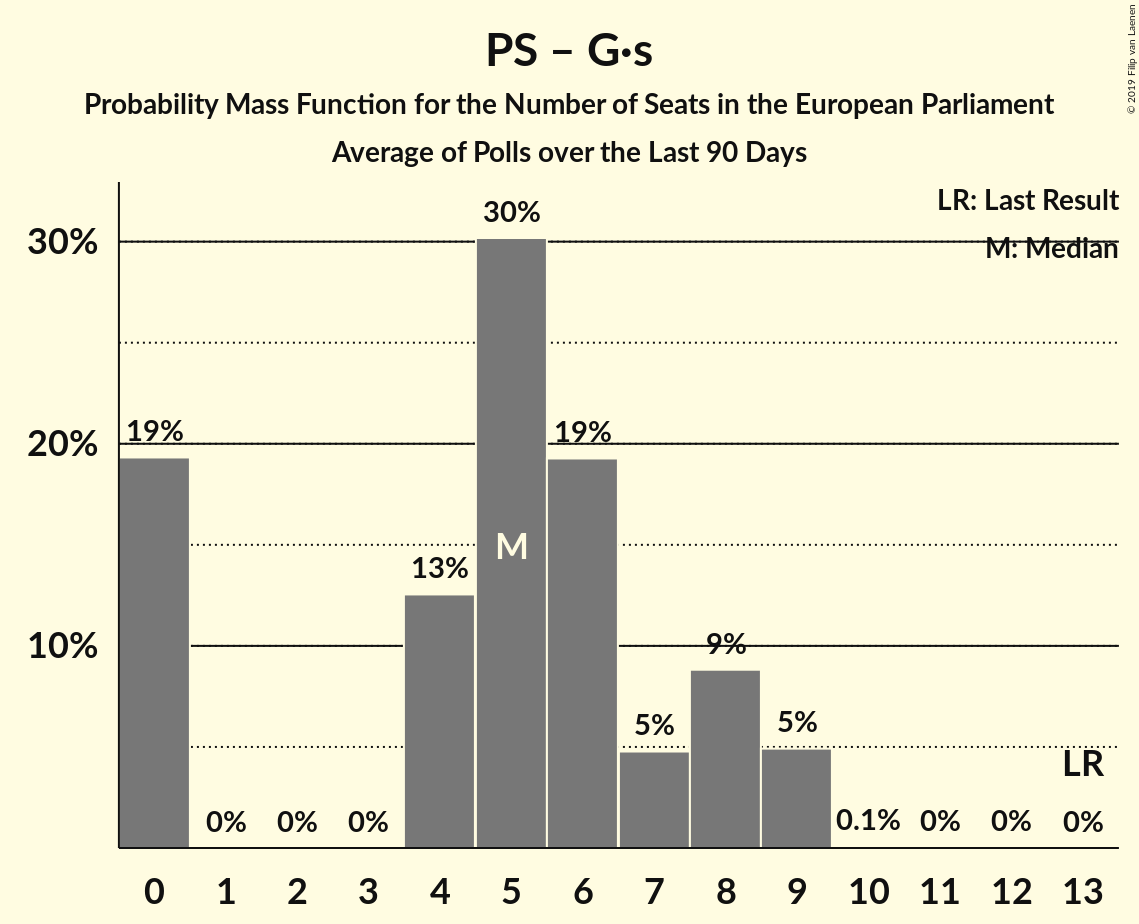 PS – G·s
Probability Mass Function for the Number of Seats in the European Parliament
Average of Polls over the Last 90 Days
© 2019 Filip van Laenen
LR: Last Result
M: Median
30%
20%
10%
19%
0%
0%
0%
13%
30%
M
19%
5%
9%
5%
0.1%
0%
0%
LR
0%
0 1 2 3 4 5 6 7 8 9 10 11 12 13